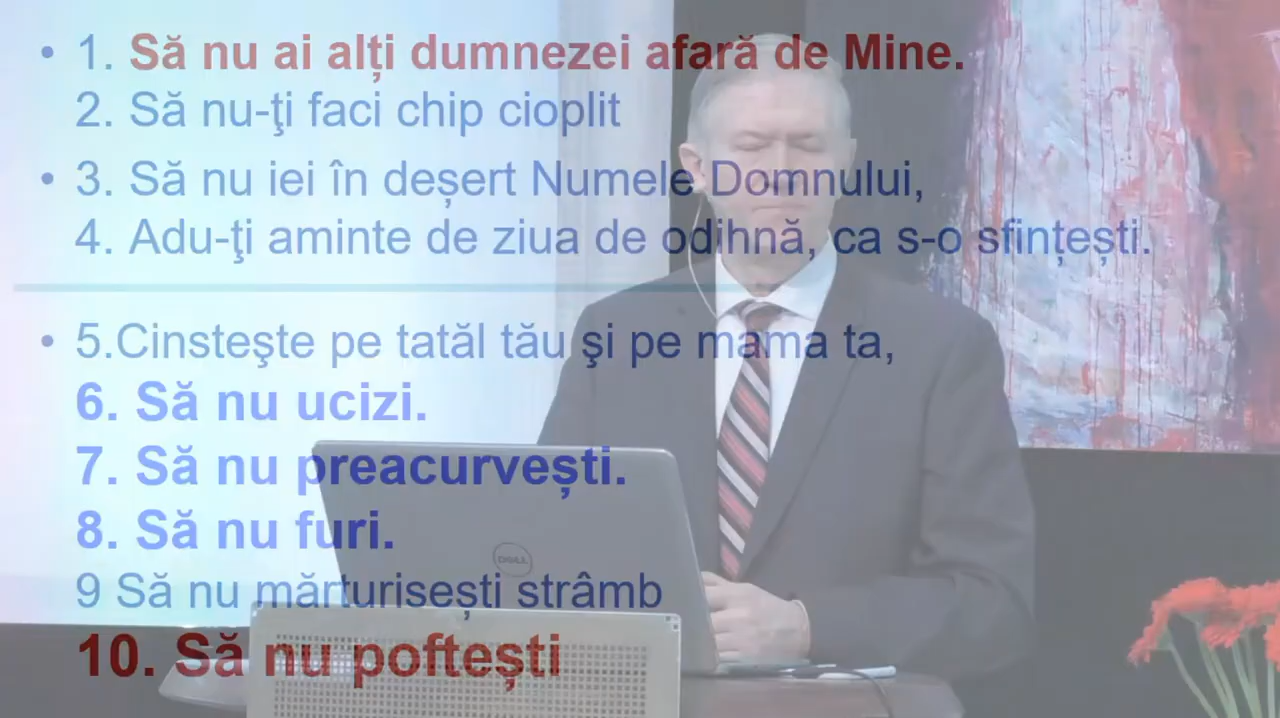 • 1. Să nu ai alți dumnezei afară de Mine.
2. Să nu-ţi faci chip cioplit
• 3. Să nu iei în deșert Numele Domnului,
4. Adu-ţi aminte de ziua de odihnă, ca s-o sfințești.
• 5.Cinsteşte pe tatăl tău şi pe mama ta,
6. Să nu ucizi.
7. Să nu preacurvești.
8. Să nu furi.
DELL
9 Să nu mărturisești strâmb
10. Să nu poftești